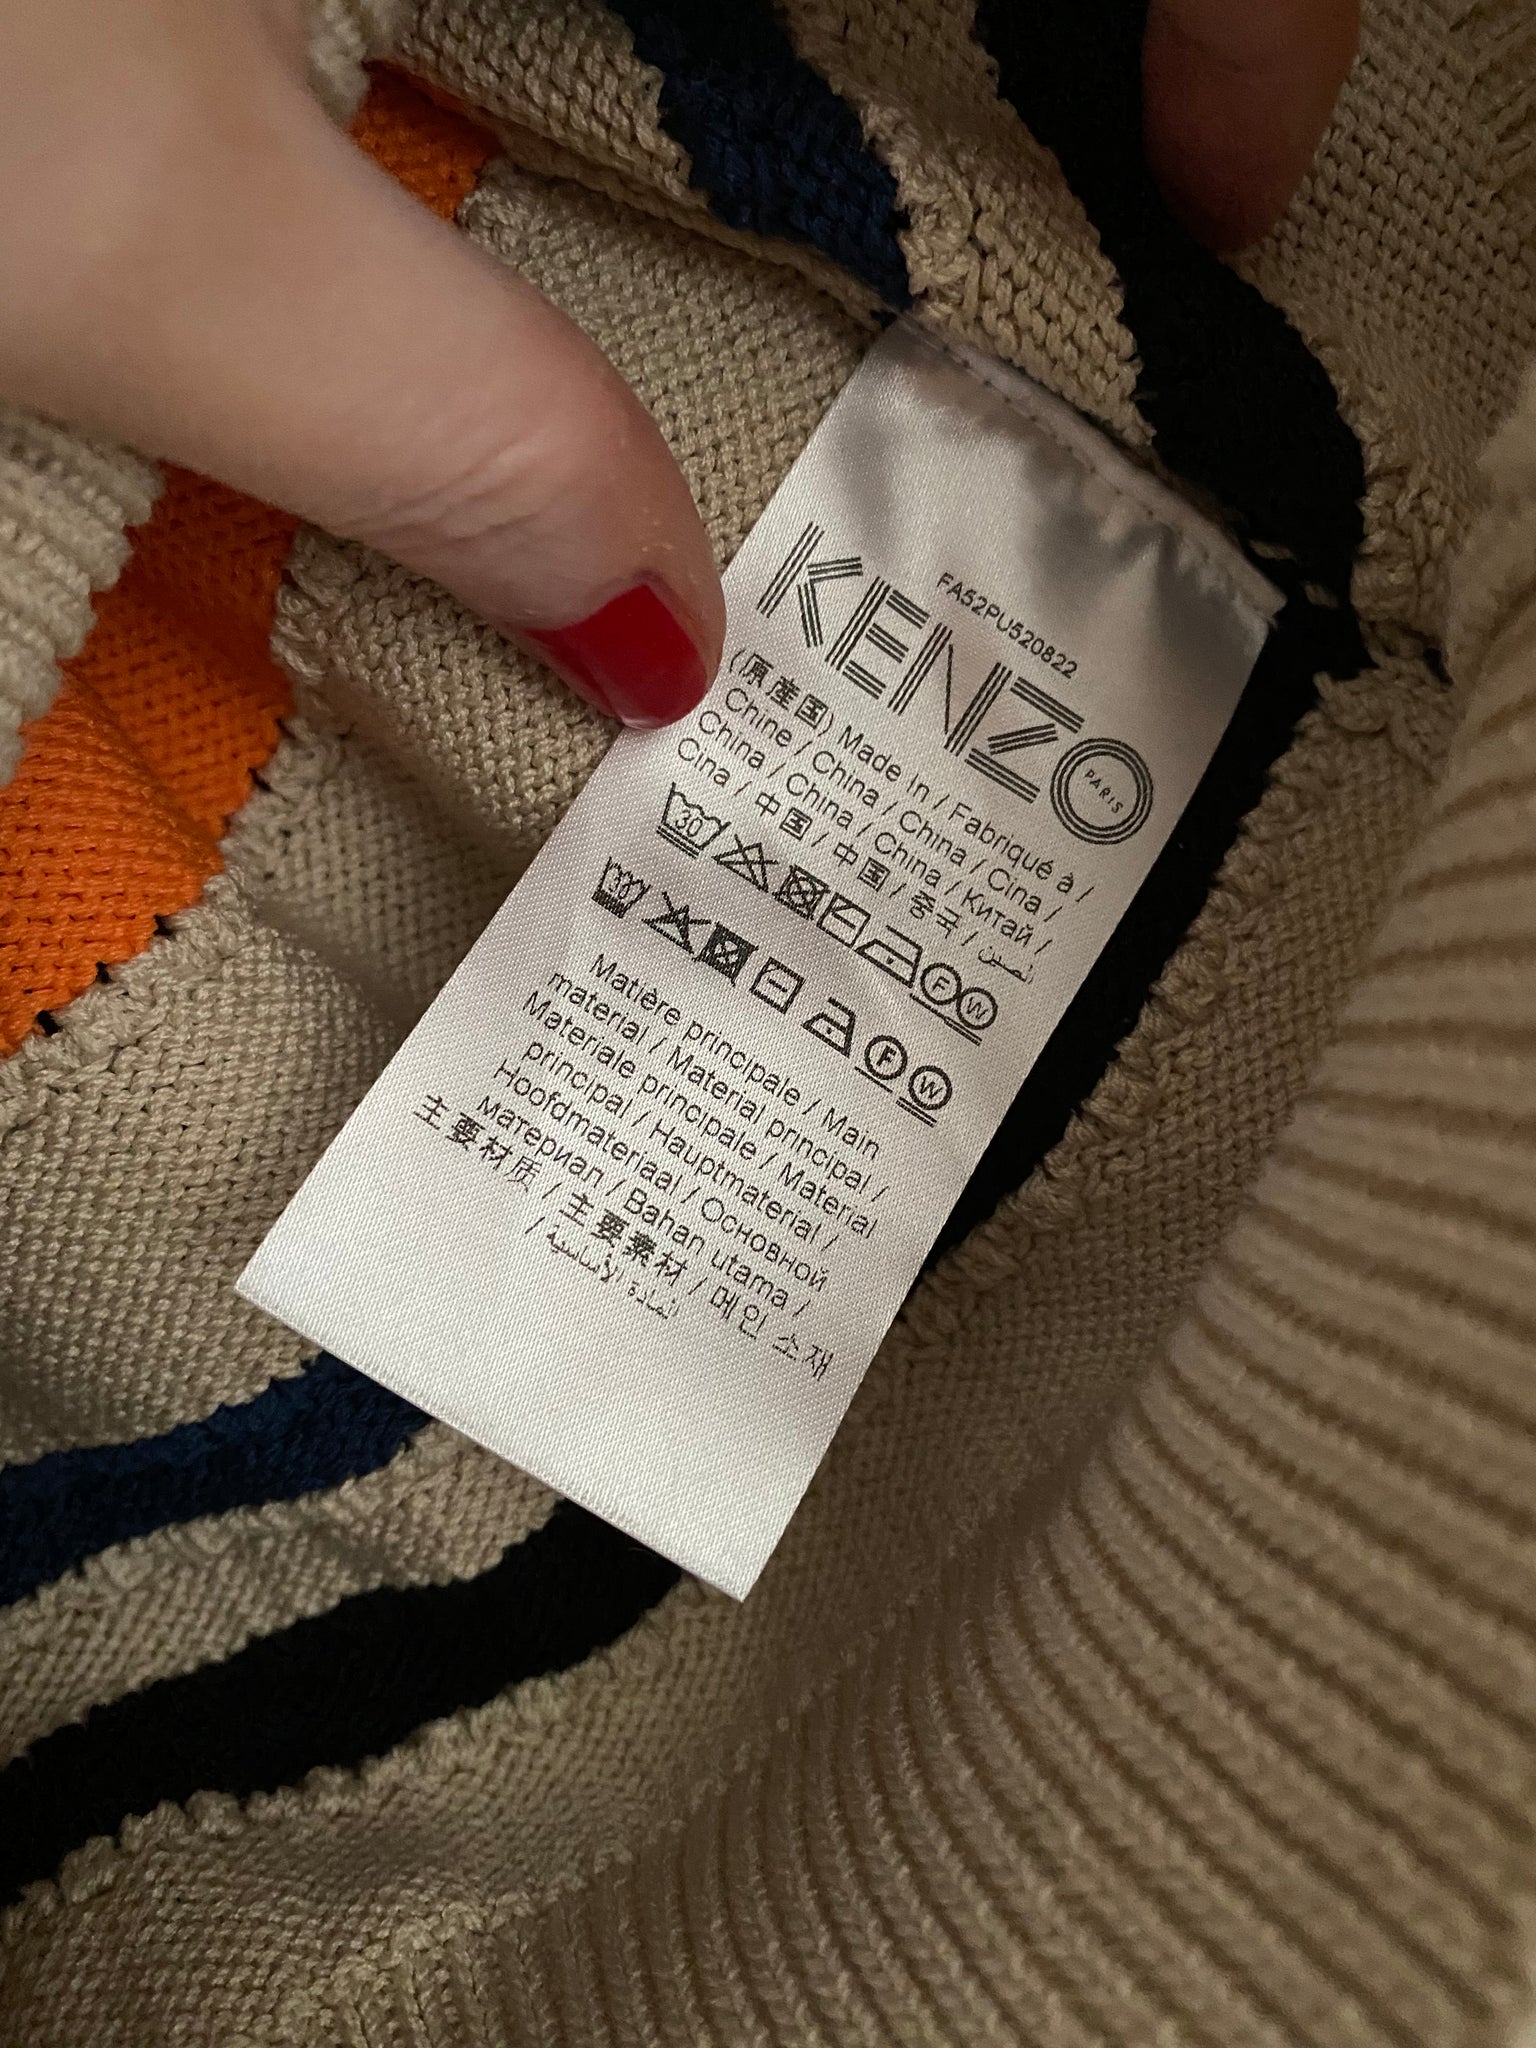 FA52PU520822
KENZO
PARIS
(原産国) Made in / Fabriqué à /
Chine / China / China / Cina /
China / China / China / Китай /
Cina / 中国 / 中国 / 중국 / الصين
30
F W
30
F W
Matière principale / Main
material / Material principal /
Materiale principale / Material
principal / Hauptmaterial /
Hoofdmateriaal / Основной
материал / Bahan utama /
主要材质 / 主要素材 / 메인 소재
/ المادة الأساسية